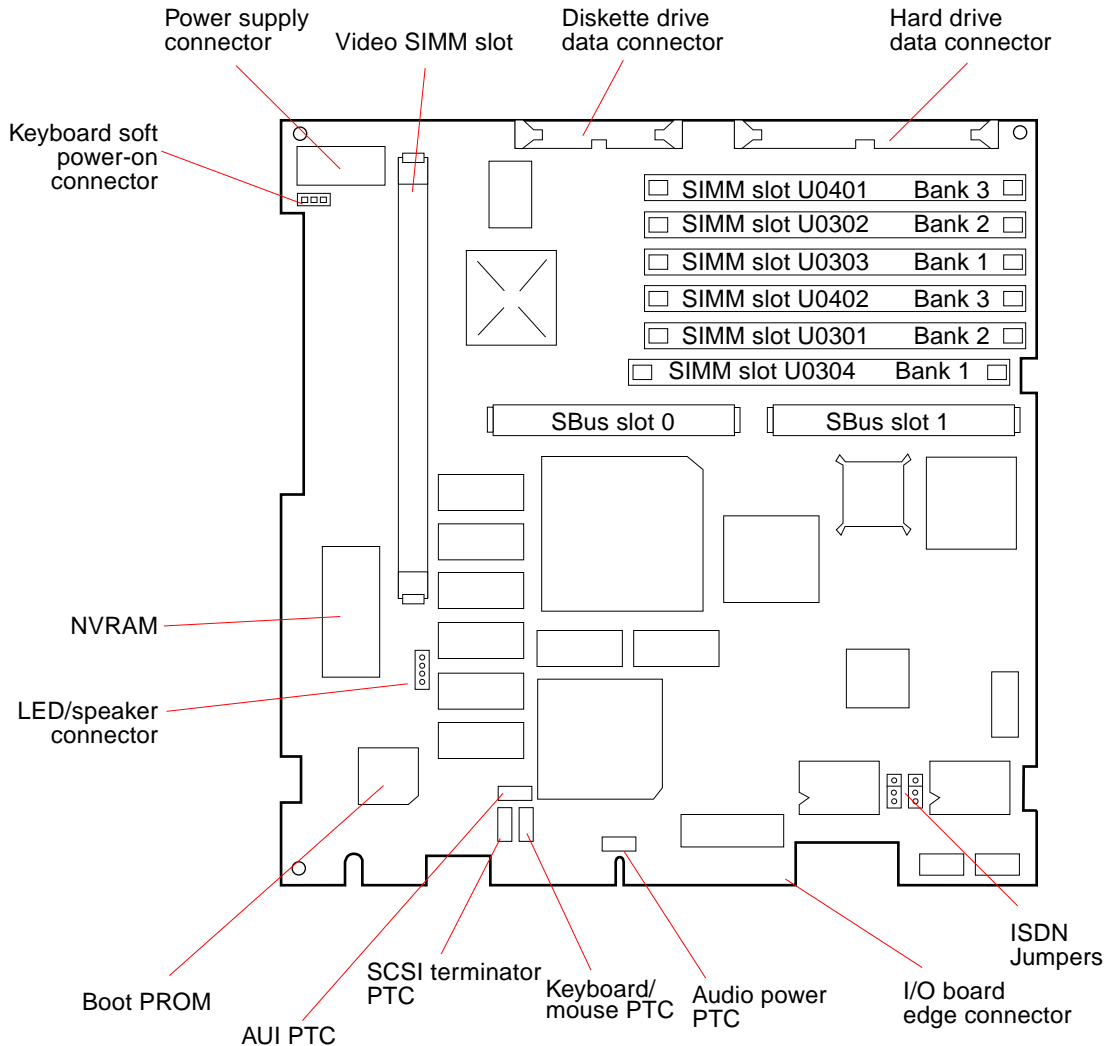 Power supply
connector
Video SIMM slot
Diskette drive
data connector
Hard drive
data connector
Keyboard soft
power-on
connector
SIMM slot U0401 Bank 3
SIMM slot U0302 Bank 2
SIMM slot U0303 Bank 1
SIMM slot U0402 Bank 3
SIMM slot U0301 Bank 2
SIMM slot U0304 Bank 1
SBus slot 0
SBus slot 1
NVRAM
LED/speaker
connector
Boot PROM
AUI PTC
SCSI terminator
PTC
Keyboard/
mouse PTC
Audio power
PTC
I/O board
edge connector
ISDN
Jumpers